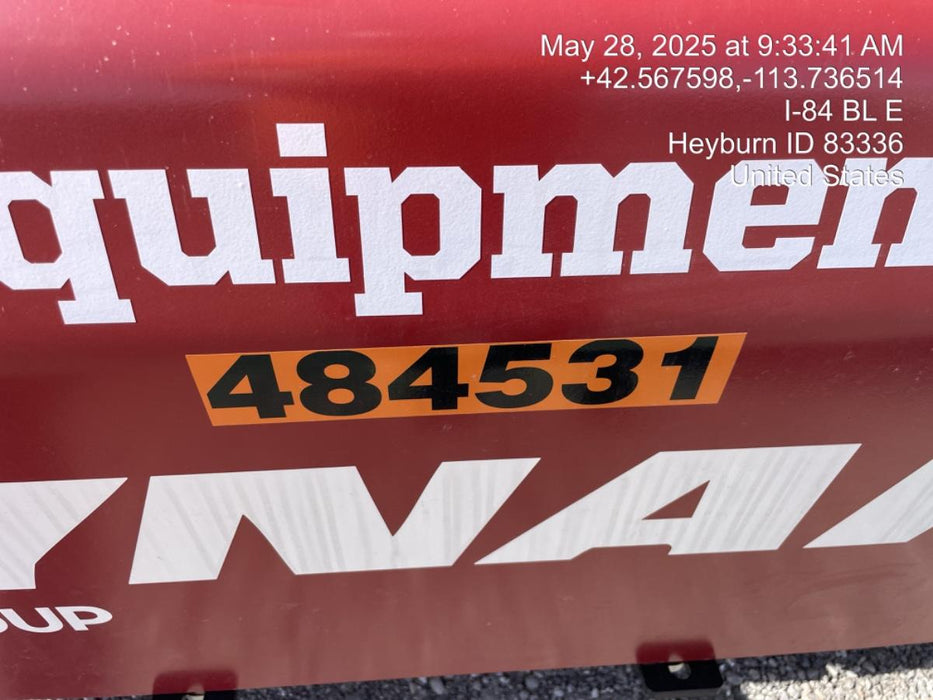 May 28, 2025 at 9:33:41 AM
+42.567598,-113.736514
I-84 BL E
Heyburn ID 83336
United States
quipmen
484531
YNA
OUP